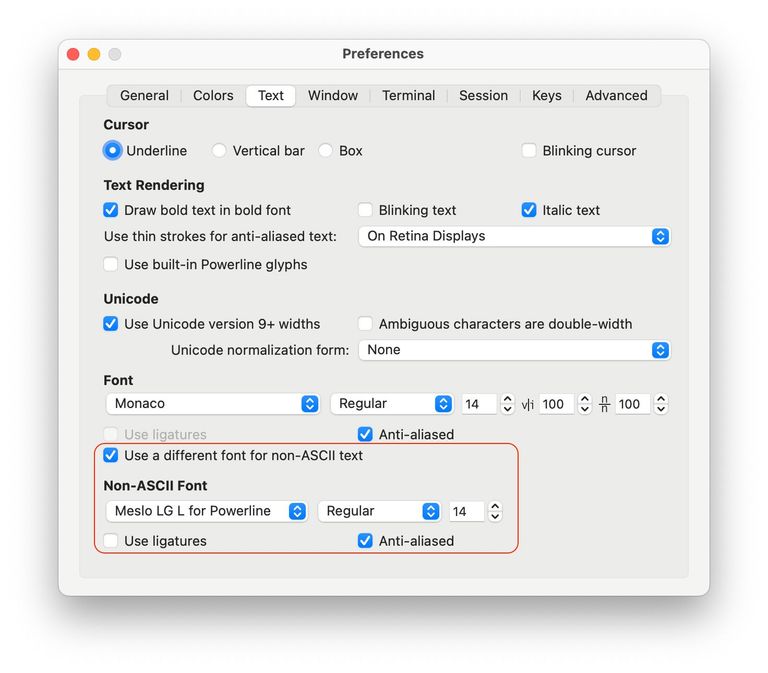 Preferences
General Colors Text Window Terminal Session Keys Advanced
Cursor
Underline Vertical bar Box Blinking cursor
Text Rendering
Draw bold text in bold font Blinking text Italic text
Use thin strokes for anti-aliased text: On Retina Displays
Use built-in Powerline glyphs
Unicode
Use Unicode version 9+ widths Ambiguous characters are double-width
Unicode normalization form: None
Font
Monaco Regular 14 v|i 100 n/n 100
Use ligatures Anti-aliased
Use a different font for non-ASCII text
Non-ASCII Font
Meslo LG L for Powerline Regular 14
Use ligatures Anti-aliased